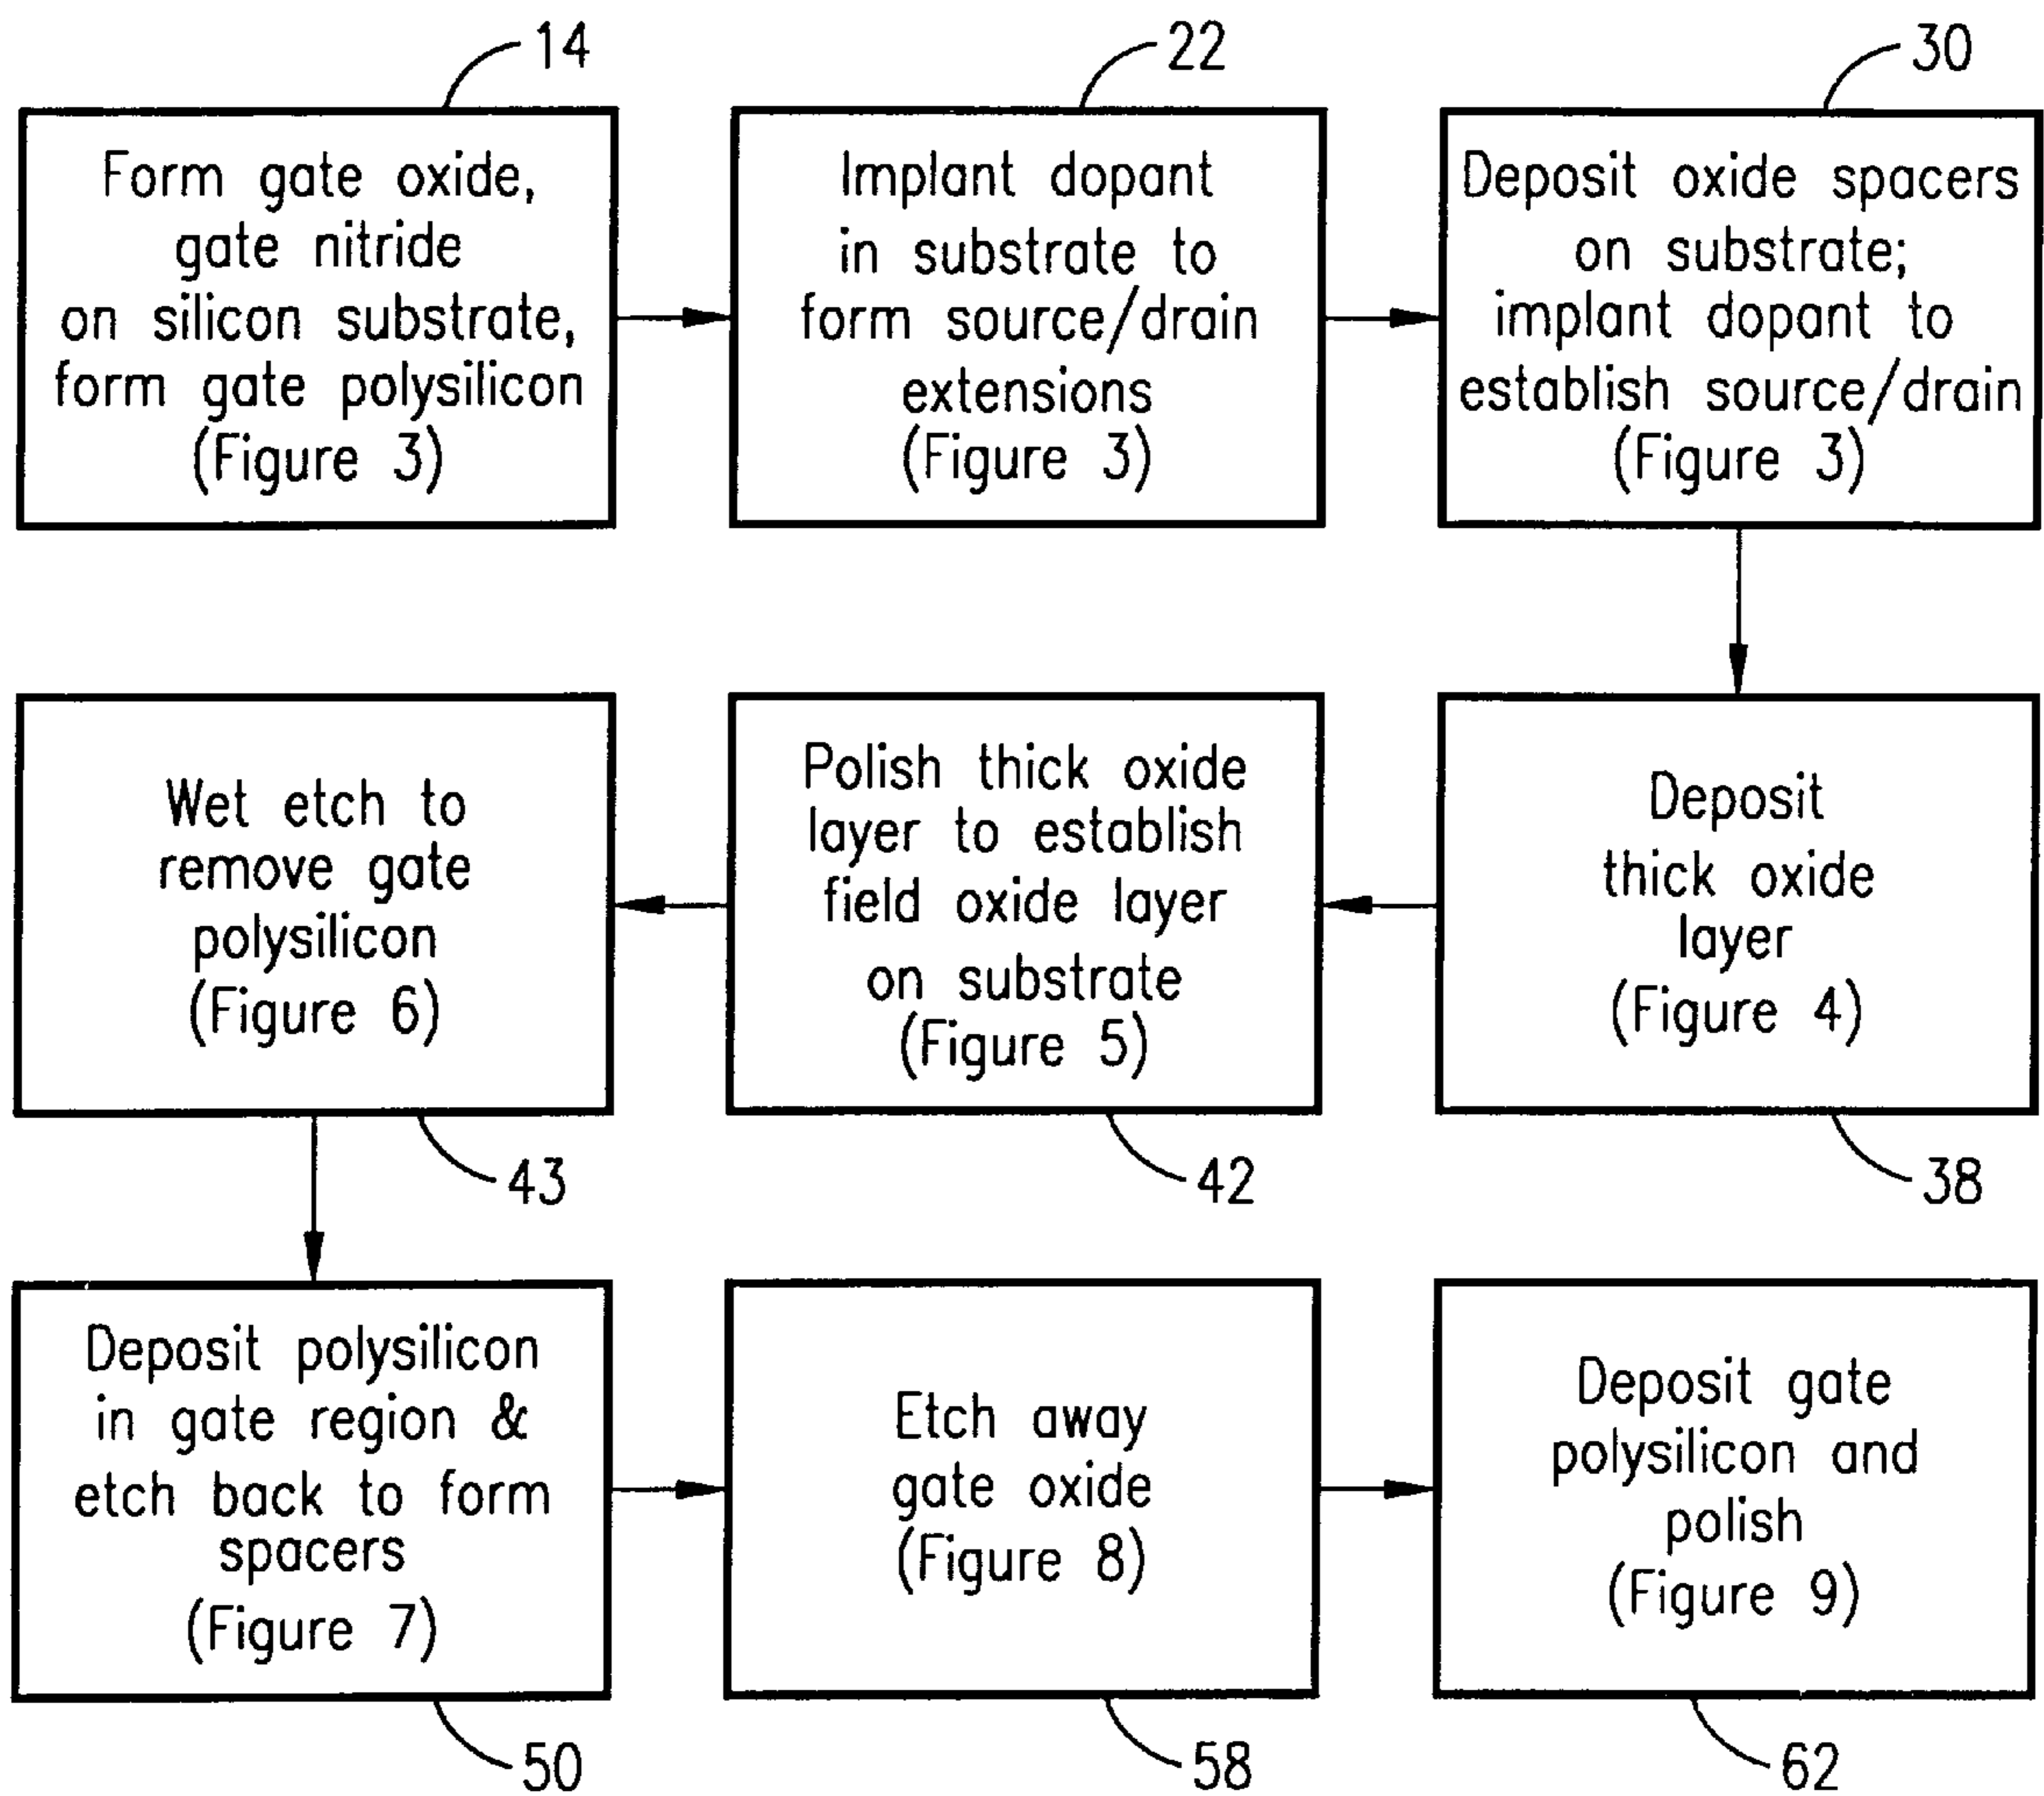 14
Form gate oxide,
gate nitride
on silicon substrate,
form gate polysilicon
(Figure 3)
22
Implant dopant
in substrate to
form source/drain
extensions
(Figure 3)
30
Deposit oxide spacers
on substrate;
implant dopant to
establish source/drain
(Figure 3)
Deposit
thick oxide
layer
(Figure 4)
38
Polish thick oxide
layer to establish
field oxide layer
on substrate
(Figure 5)
42
Wet etch to
remove gate
polysilicon
(Figure 6)
43
Deposit polysilicon
in gate region &
etch back to form
spacers
(Figure 7)
50
Etch away
gate oxide
(Figure 8)
58
Deposit gate
polysilicon and
polish
(Figure 9)
62